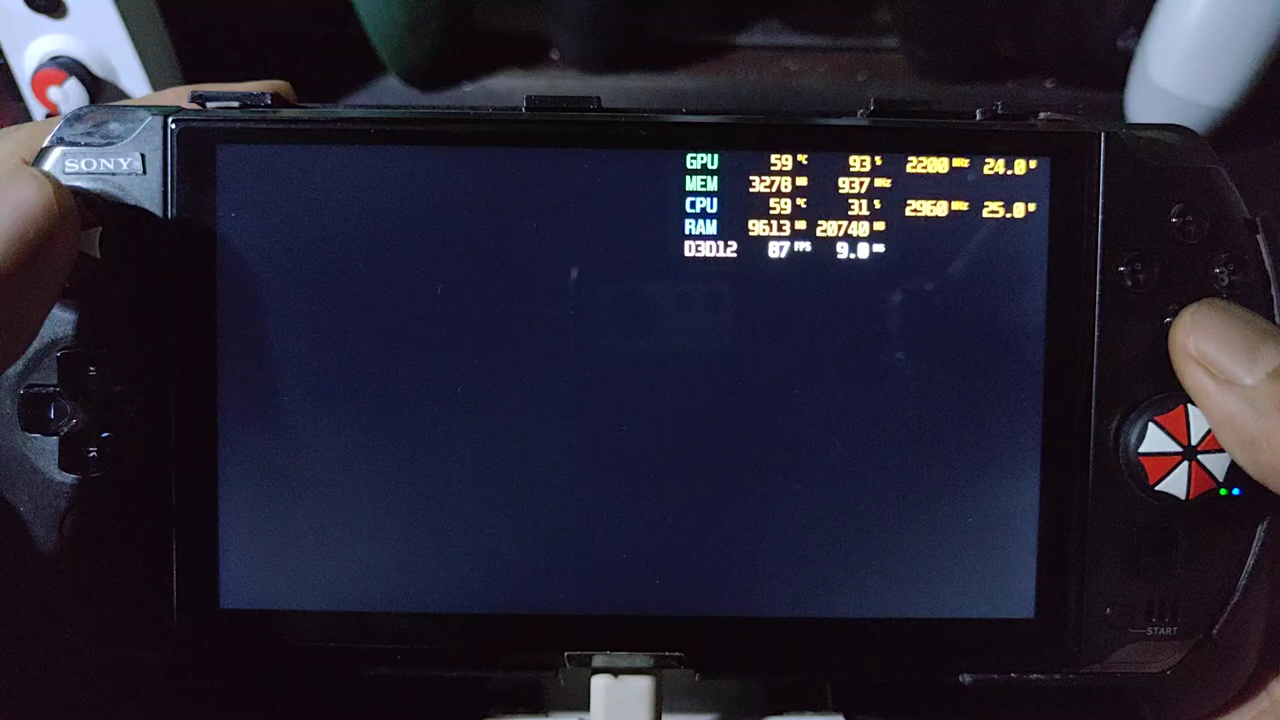 SONY
GPU 59 °C 93 % 2200 MHz 24.0 W
MEM 3278 MB 937 MHz
CPU 59 °C 31 % 2960 MHz 25.0 W
RAM 9613 MB 20740 MB
D3D12 87 FPS 9.0 ms
START